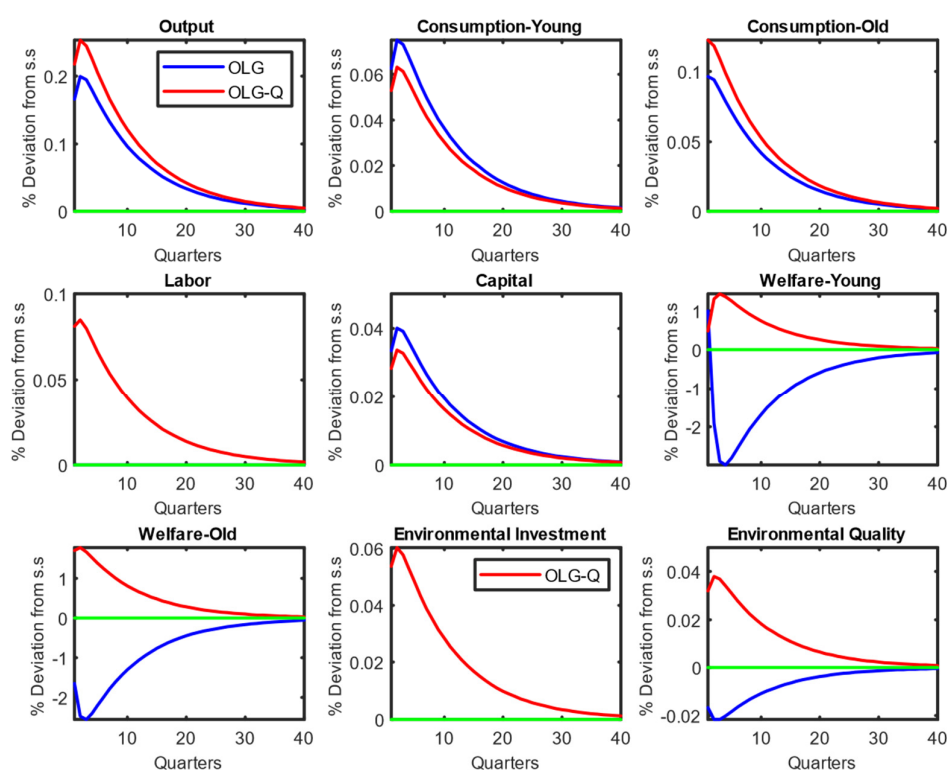 Output
% Deviation from s.s
0.2
0.1
0
10 20 30 40
Quarters
OLG
OLG-Q
Consumption-Young
% Deviation from s.s
0.06
0.04
0.02
0
10 20 30 40
Quarters
Consumption-Old
% Deviation from s.s
0.1
0.05
0
10 20 30 40
Quarters
Labor
% Deviation from s.s
0.1
0.05
0
10 20 30 40
Quarters
Capital
% Deviation from s.s
0.04
0.02
0
10 20 30 40
Quarters
Welfare-Young
% Deviation from s.s
1
0
-1
-2
10 20 30 40
Quarters
Welfare-Old
% Deviation from s.s
1
0
-1
-2
10 20 30 40
Quarters
Environmental Investment
% Deviation from s.s
0.06
0.04
0.02
0
10 20 30 40
Quarters
OLG-Q
Environmental Quality
% Deviation from s.s
0.04
0.02
0
-0.02
10 20 30 40
Quarters